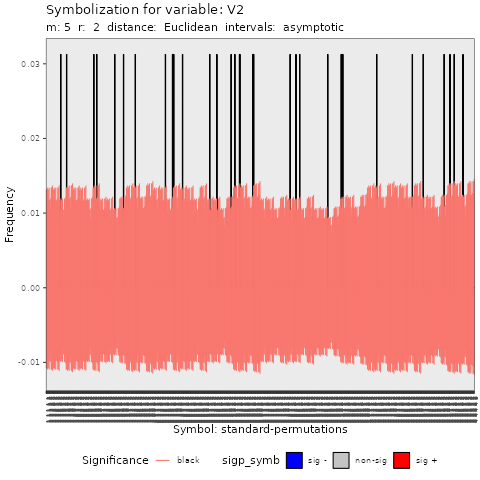 Symbolization for variable: V2
m: 5 r: 2 distance: Euclidean intervals: asymptotic
0.03
0.02
0.01
0.00
-0.01
Frequency
Symbol: standard-permutations
Significance black sigp_symb sig - non-sig sig +